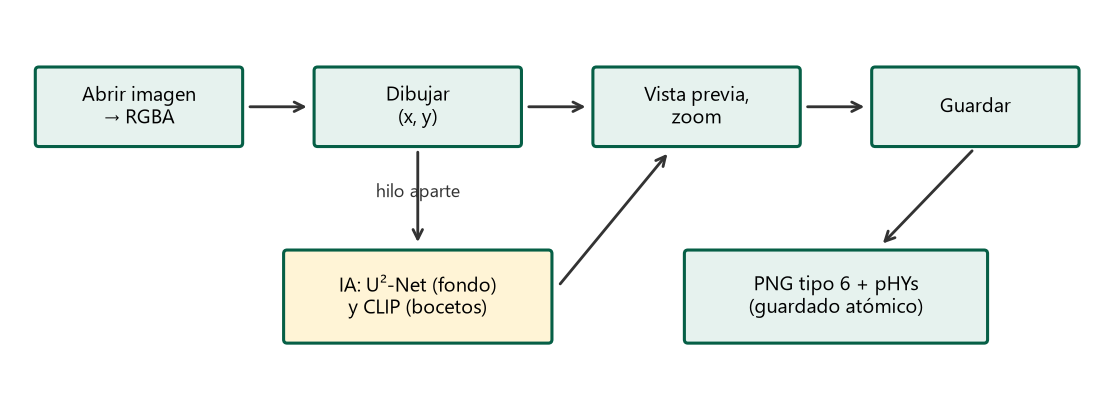 Abrir imagen
→ RGBA
Dibujar
(x, y)
Vista previa,
zoom
Guardar
hilo aparte
IA: U²-Net (fondo)
y CLIP (bocetos)
PNG tipo 6 + pHYs
(guardado atómico)